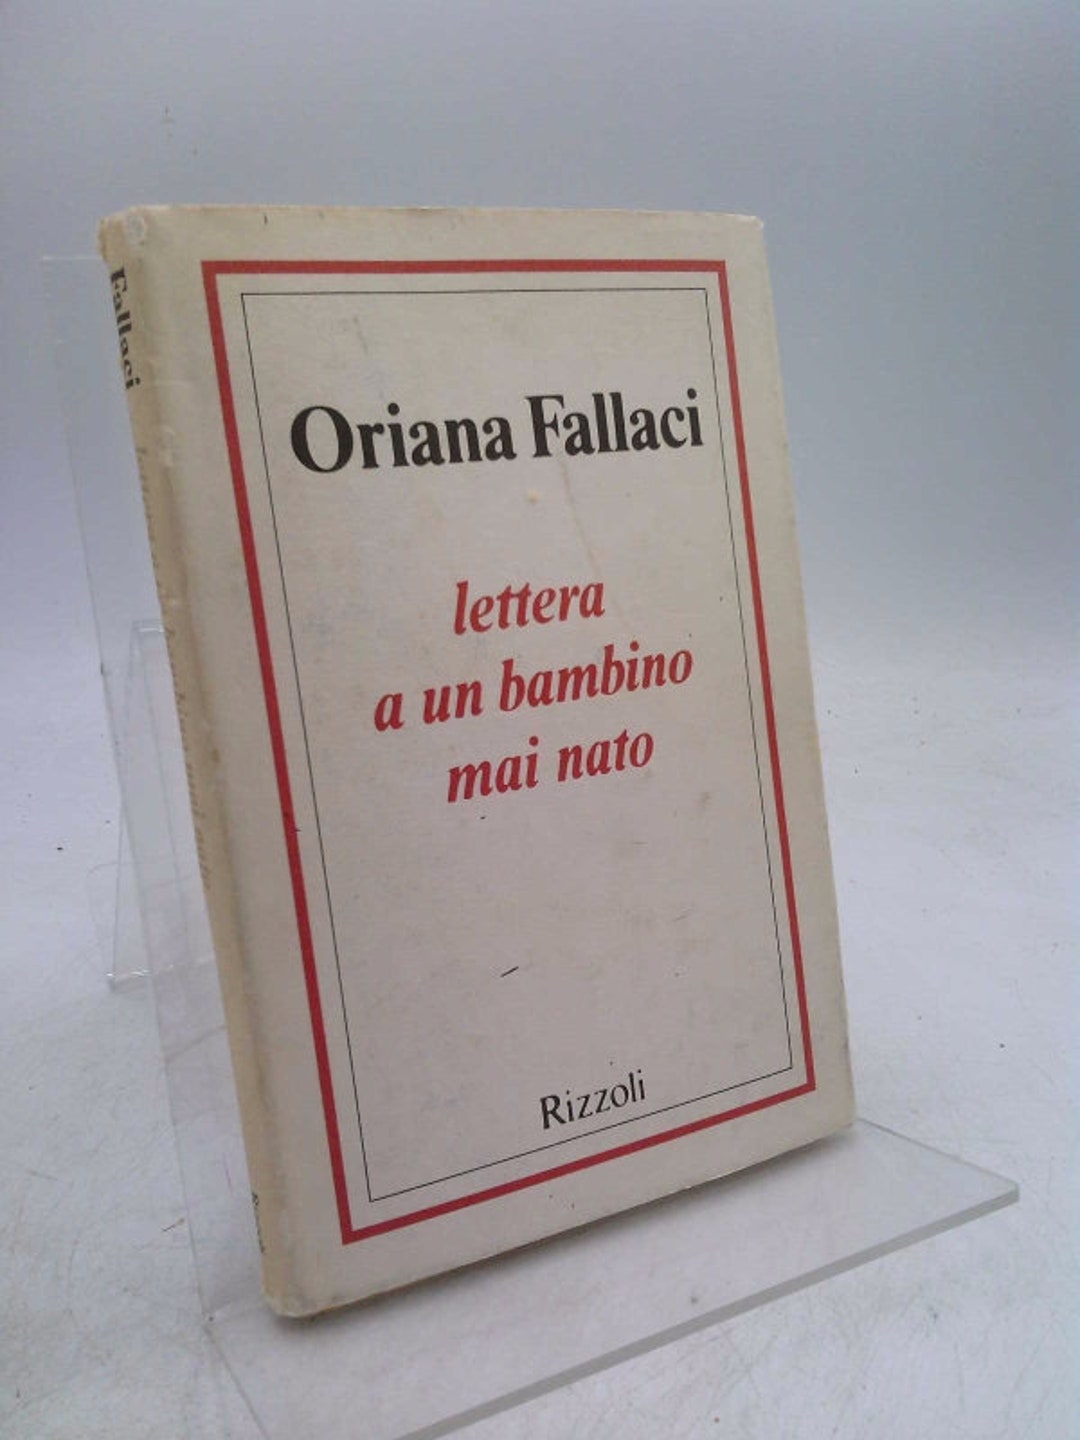 Fallaci
Oriana Fallaci
lettera
a un bambino
mai nato
Rizzoli